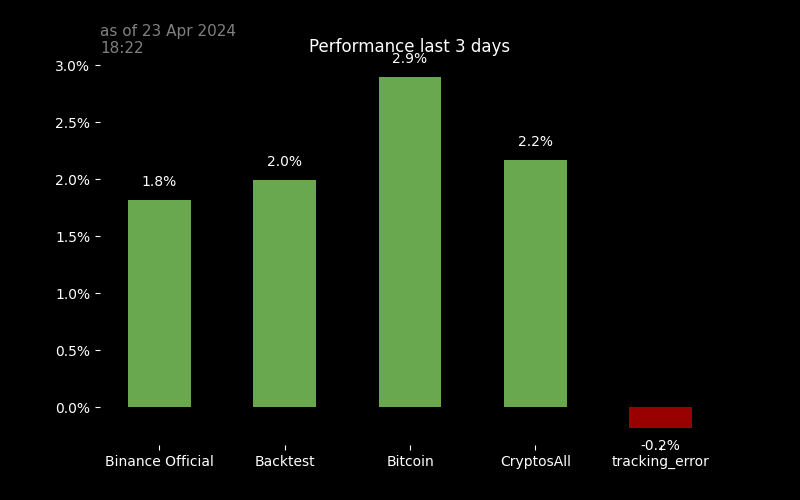 as of 23 Apr 2024
18:22
Performance last 3 days
3.0%
2.5%
2.0%
1.5%
1.0%
0.5%
0.0%
1.8%
2.0%
2.9%
2.2%
-0.2%
Binance Official
Backtest
Bitcoin
CryptosAll
tracking_error